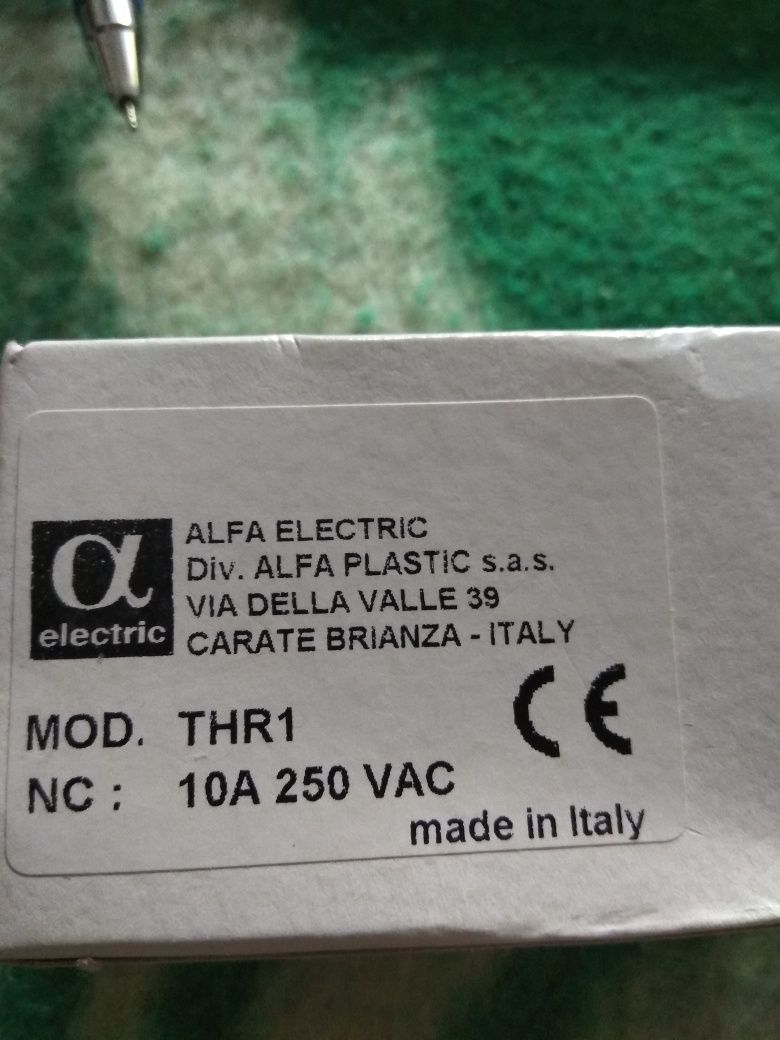 α
electric
ALFA ELECTRIC
Div. ALFA PLASTIC s.a.s.
VIA DELLA VALLE 39
CARATE BRIANZA - ITALY
CE
MOD. THR1
NC : 10A 250 VAC
made in Italy